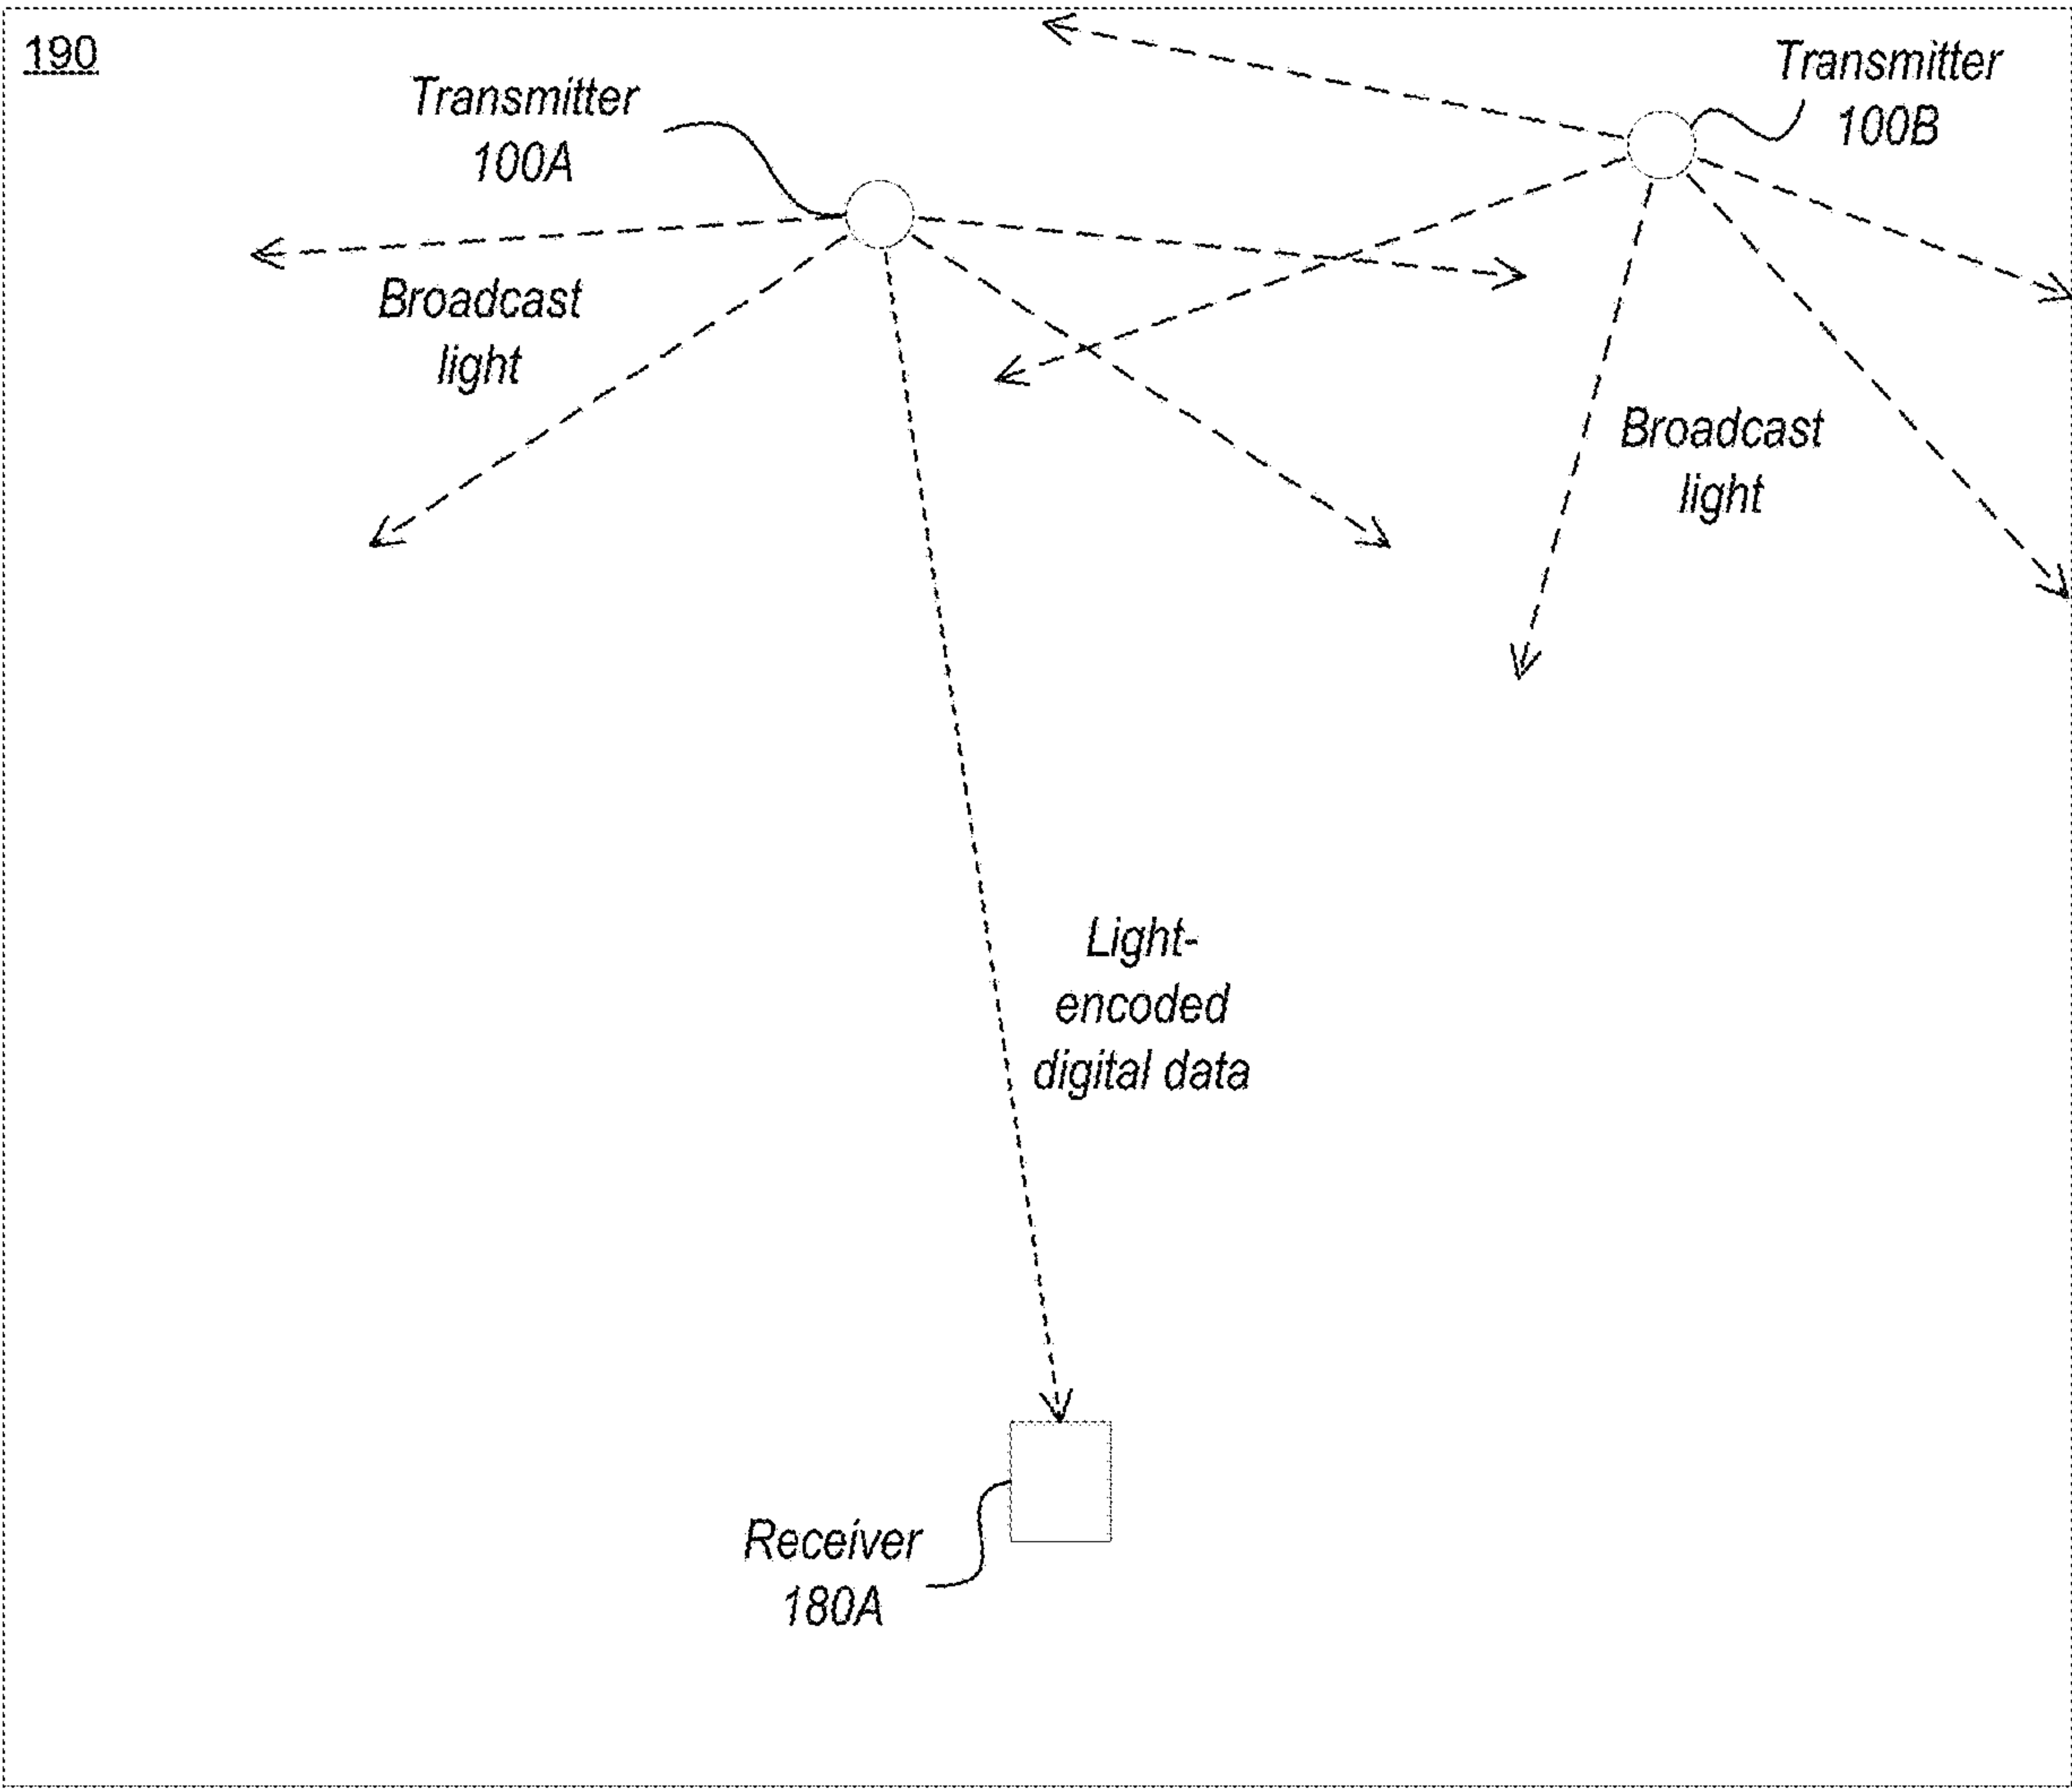 190
Transmitter
100A
Transmitter
100B
Broadcast
light
Broadcast
light
Light-
encoded
digital data
Receiver
180A